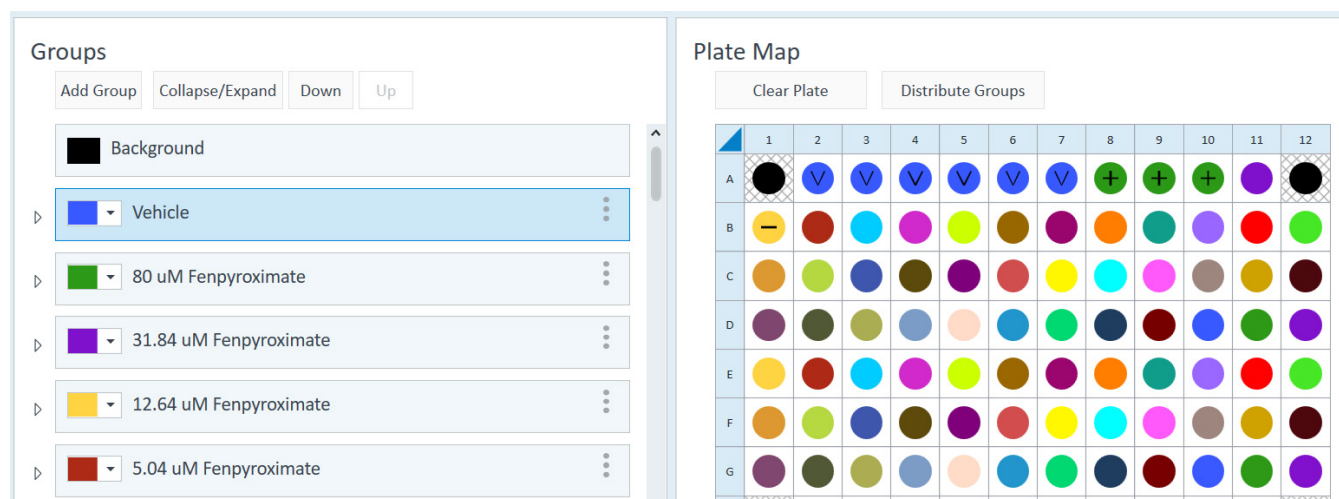 Groups
Add Group Collapse/Expand Down Up
Background
Vehicle
80 uM Fenpyroximate
31.84 uM Fenpyroximate
12.64 uM Fenpyroximate
5.04 uM Fenpyroximate
Plate Map
Clear Plate Distribute Groups
1 2 3 4 5 6 7 8 9 10 11 12
A V V V V V V + + +
B −
C
D
E
F
G